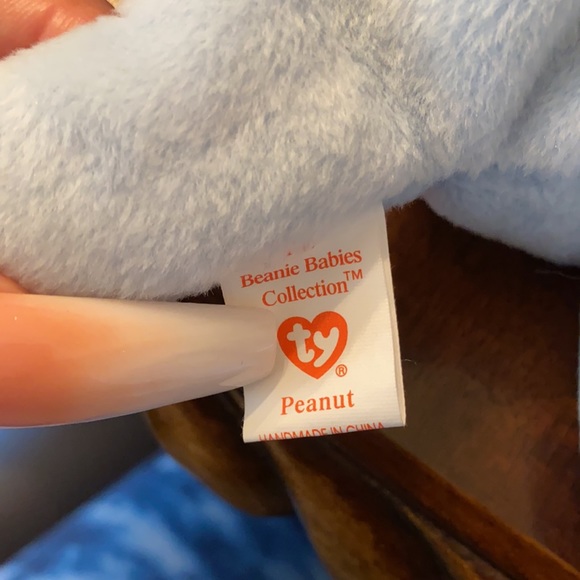 Beanie Babies
Collection™
ty®
Peanut
HANDMADE IN CHINA